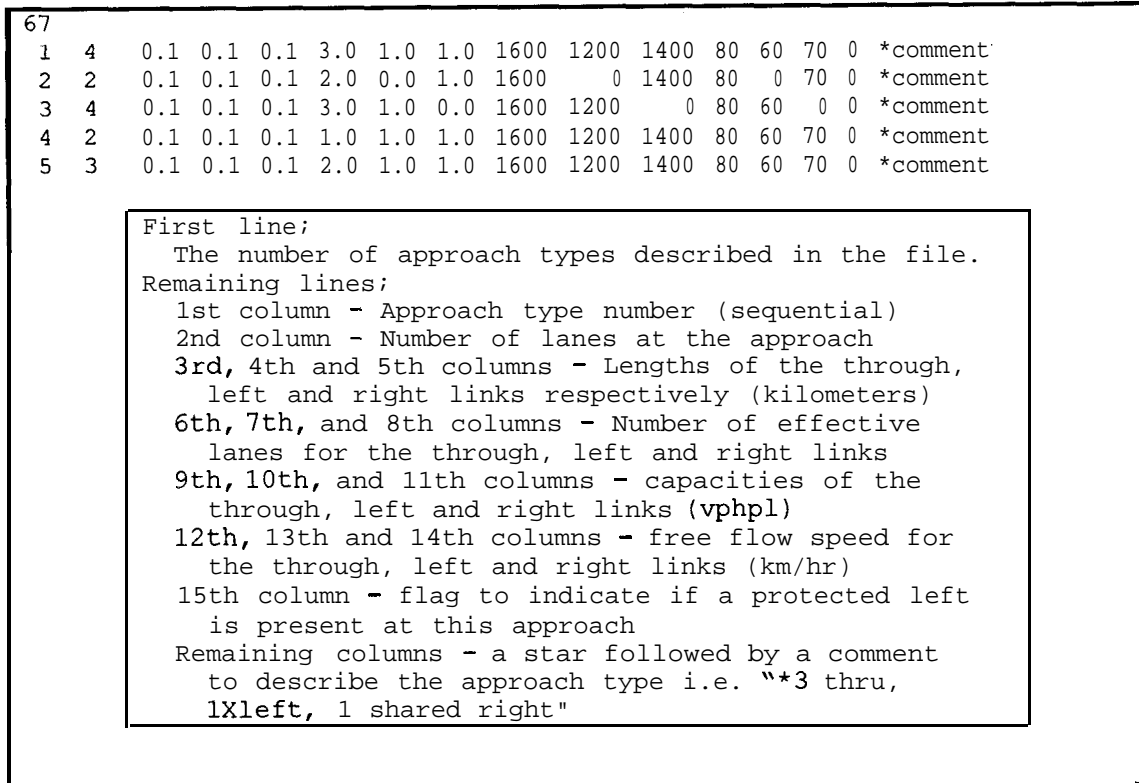 67
1 4 0.1 0.1 0.1 3.0 1.0 1.0 1600 1200 1400 80 60 70 0 *comment
2 2 0.1 0.1 0.1 2.0 0.0 1.0 1600 0 1400 80 0 70 0 *comment
3 4 0.1 0.1 0.1 3.0 1.0 0.0 1600 1200 0 80 60 0 0 *comment
4 2 0.1 0.1 0.1 1.0 1.0 1.0 1600 1200 1400 80 60 70 0 *comment
5 3 0.1 0.1 0.1 2.0 1.0 1.0 1600 1200 1400 80 60 70 0 *comment
First line;
The number of approach types described in the file.
Remaining lines;
1st column - Approach type number (sequential)
2nd column - Number of lanes at the approach
3rd, 4th and 5th columns - Lengths of the through,
left and right links respectively (kilometers)
6th, 7th, and 8th columns - Number of effective
lanes for the through, left and right links
9th, 10th, and 11th columns - capacities of the
through, left and right links (vphpl)
12th, 13th and 14th columns - free flow speed for
the through, left and right links (km/hr)
15th column - flag to indicate if a protected left
is present at this approach
Remaining columns - a star followed by a comment
to describe the approach type i.e. "*3 thru,
1Xleft, 1 shared right"